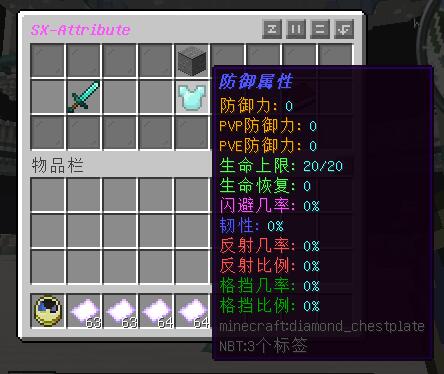 SX-Attribute
防御属性
防御力: 0
PVP防御力: 0
PVE防御力: 0
生命上限: 20/20
生命恢复: 0
闪避几率: 0%
韧性: 0%
反射几率: 0%
反射比例: 0%
格挡几率: 0%
格挡比例: 0%
minecraft:diamond_chestplate
NBT:3个标签
物品栏
63 63 64 64